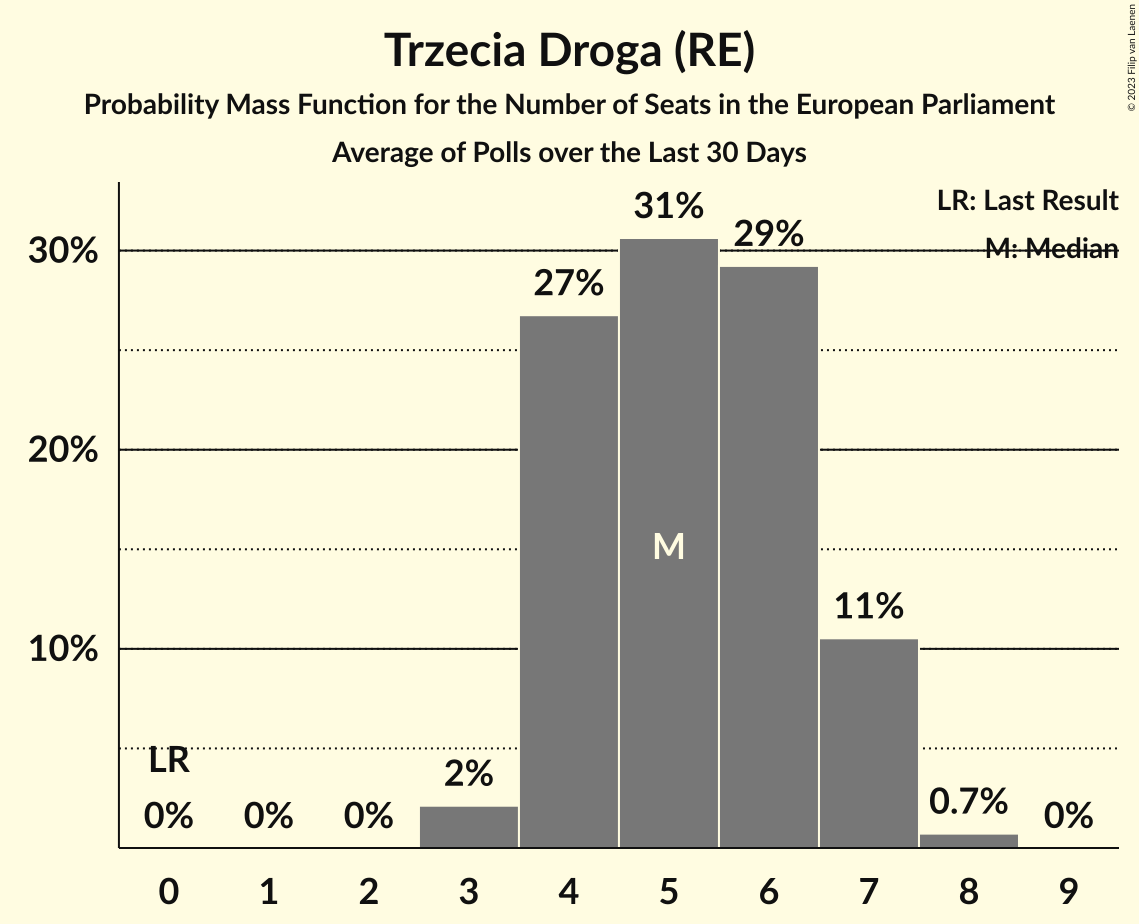 Trzecia Droga (RE)
Probability Mass Function for the Number of Seats in the European Parliament
Average of Polls over the Last 30 Days
© 2023 Filip van Laenen
LR: Last Result
M: Median
30%
20%
10%
LR
0%
0%
0%
2%
27%
31%
29%
11%
0.7%
0%
M
0 1 2 3 4 5 6 7 8 9